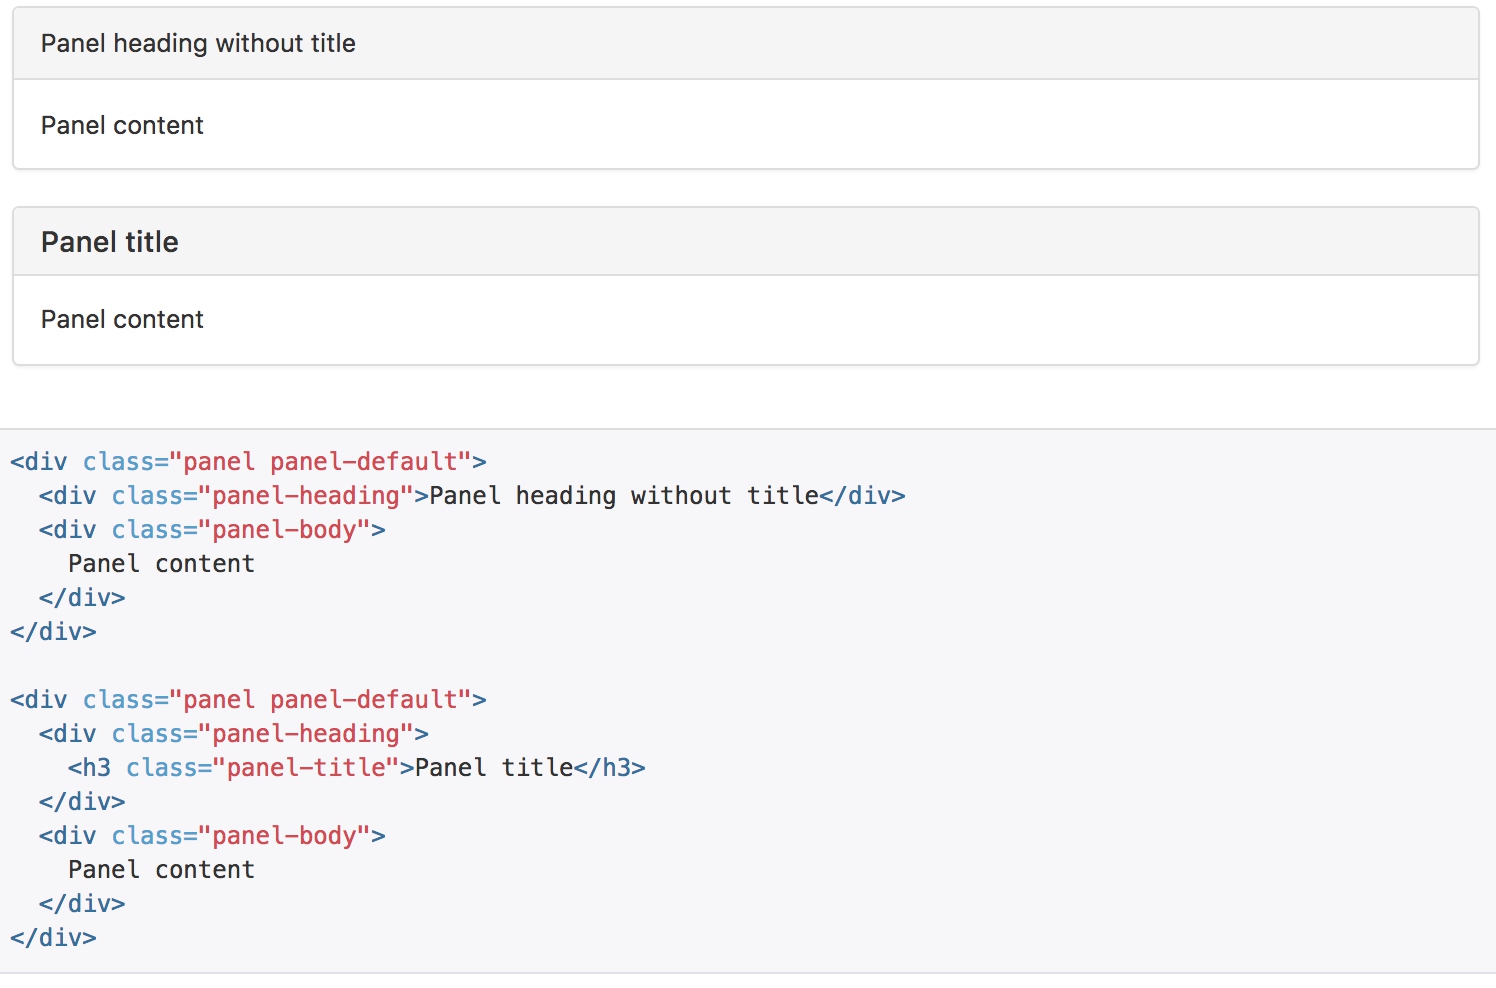 Panel heading without title
Panel content
Panel title
Panel content
<div class="panel panel-default">
  <div class="panel-heading">Panel heading without title</div>
  <div class="panel-body">
    Panel content
  </div>
</div>

<div class="panel panel-default">
  <div class="panel-heading">
    <h3 class="panel-title">Panel title</h3>
  </div>
  <div class="panel-body">
    Panel content
  </div>
</div>